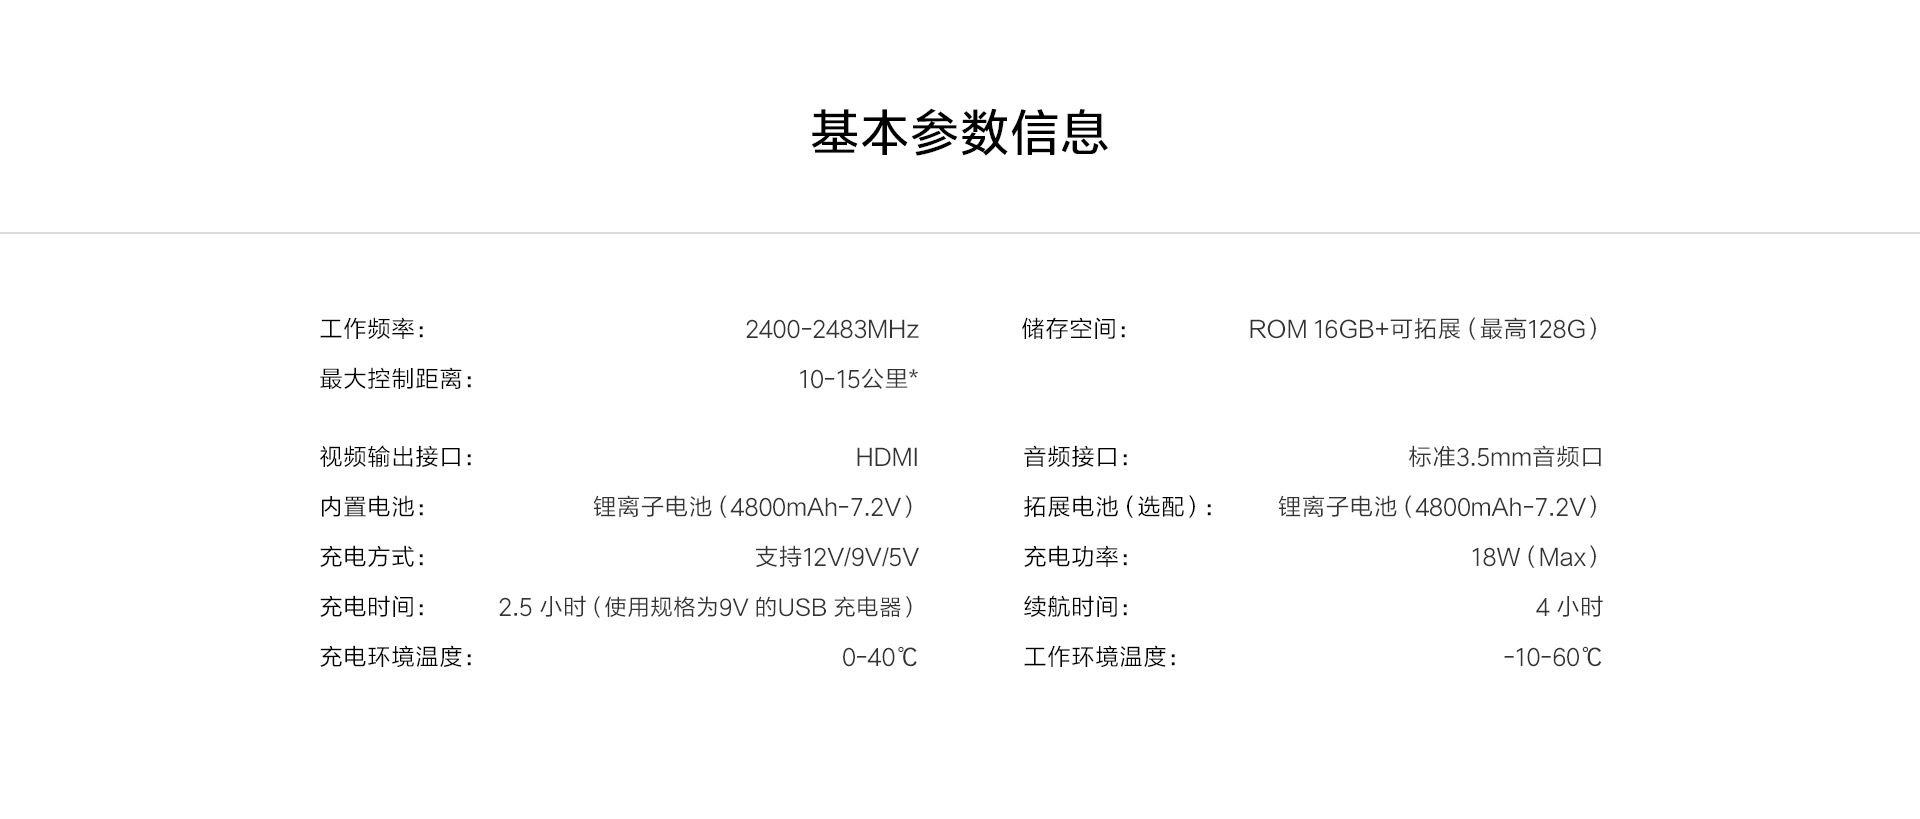 基本参数信息
工作频率: 2400-2483MHz 储存空间: ROM 16GB+可拓展（最高128G）
最大控制距离: 10-15公里*
视频输出接口: HDMI 音频接口: 标准3.5mm音频口
内置电池: 锂离子电池（4800mAh-7.2V） 拓展电池（选配）: 锂离子电池（4800mAh-7.2V）
充电方式: 支持12V/9V/5V 充电功率: 18W（Max）
充电时间: 2.5 小时（使用规格为9V 的USB 充电器） 续航时间: 4 小时
充电环境温度: 0-40℃ 工作环境温度: -10-60℃